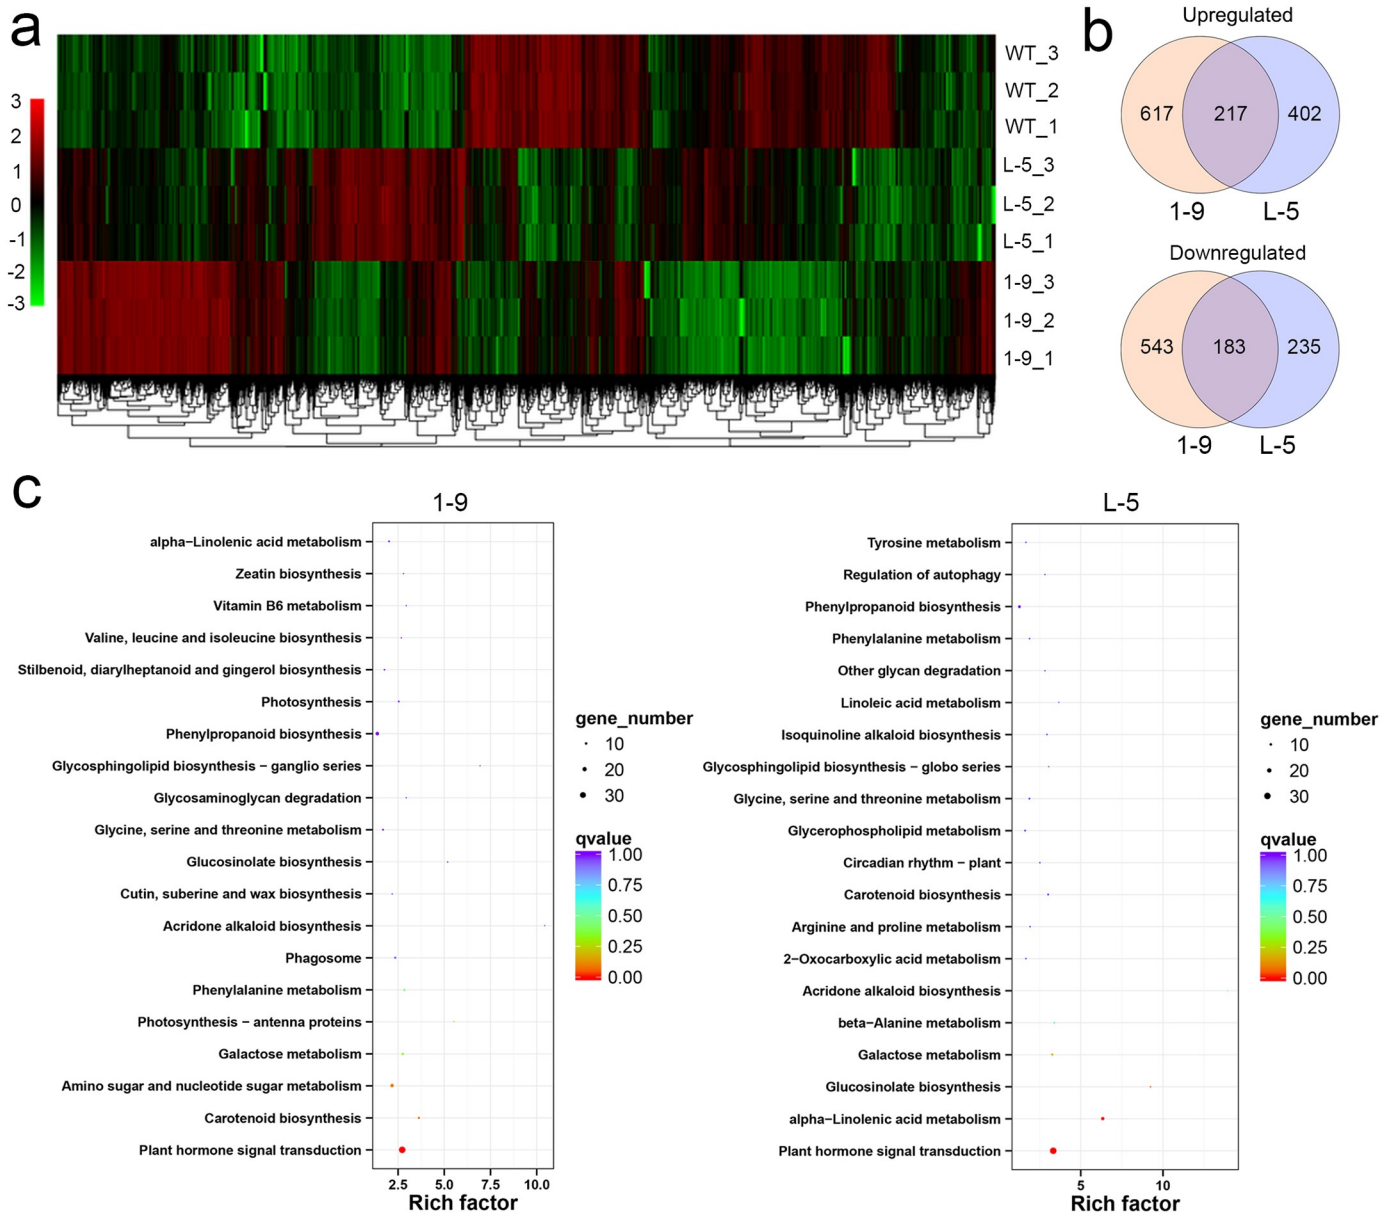 a
3
2
1
0
-1
-2
-3
WT_3
WT_2
WT_1
L-5_3
L-5_2
L-5_1
1-9_3
1-9_2
1-9_1
b
Upregulated
617 217 402
1-9 L-5
Downregulated
543 183 235
1-9 L-5
c
1-9
alpha−Linolenic acid metabolism
Zeatin biosynthesis
Vitamin B6 metabolism
Valine, leucine and isoleucine biosynthesis
Stilbenoid, diarylheptanoid and gingerol biosynthesis
Photosynthesis
Phenylpropanoid biosynthesis
Glycosphingolipid biosynthesis − ganglio series
Glycosaminoglycan degradation
Glycine, serine and threonine metabolism
Glucosinolate biosynthesis
Cutin, suberine and wax biosynthesis
Acridone alkaloid biosynthesis
Phagosome
Phenylalanine metabolism
Photosynthesis − antenna proteins
Galactose metabolism
Amino sugar and nucleotide sugar metabolism
Carotenoid biosynthesis
Plant hormone signal transduction
2.5 5.0 7.5 10.0
Rich factor
gene_number
10
20
30
qvalue
1.00
0.75
0.50
0.25
0.00
L-5
Tyrosine metabolism
Regulation of autophagy
Phenylpropanoid biosynthesis
Phenylalanine metabolism
Other glycan degradation
Linoleic acid metabolism
Isoquinoline alkaloid biosynthesis
Glycosphingolipid biosynthesis − globo series
Glycine, serine and threonine metabolism
Glycerophospholipid metabolism
Circadian rhythm − plant
Carotenoid biosynthesis
Arginine and proline metabolism
2−Oxocarboxylic acid metabolism
Acridone alkaloid biosynthesis
beta−Alanine metabolism
Galactose metabolism
Glucosinolate biosynthesis
alpha−Linolenic acid metabolism
Plant hormone signal transduction
5 10
Rich factor
gene_number
10
20
30
qvalue
1.00
0.75
0.50
0.25
0.00